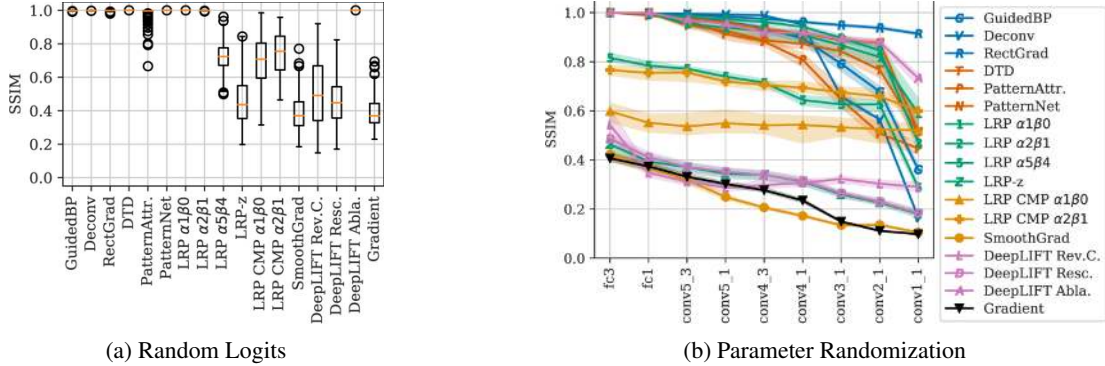 1.0
0.8
0.6
0.4
0.2
0.0
SSIM
GuidedBP
Deconv
RectGrad
DTD
PatternAttr.
PatternNet
LRP α1β0
LRP α2β1
LRP α5β4
LRP-z
LRP CMP α1β0
LRP CMP α2β1
SmoothGrad
DeepLIFT Rev.C.
DeepLIFT Resc.
DeepLIFT Abla.
Gradient
(a) Random Logits
1.0
0.8
0.6
0.4
0.2
0.0
SSIM
fc3
fc1
conv5_3
conv5_1
conv4_3
conv4_1
conv3_1
conv2_1
conv1_1
GuidedBP
Deconv
RectGrad
DTD
PatternAttr.
PatternNet
LRP α1β0
LRP α2β1
LRP α5β4
LRP-z
LRP CMP α1β0
LRP CMP α2β1
SmoothGrad
DeepLIFT Rev.C.
DeepLIFT Resc.
DeepLIFT Abla.
Gradient
(b) Parameter Randomization